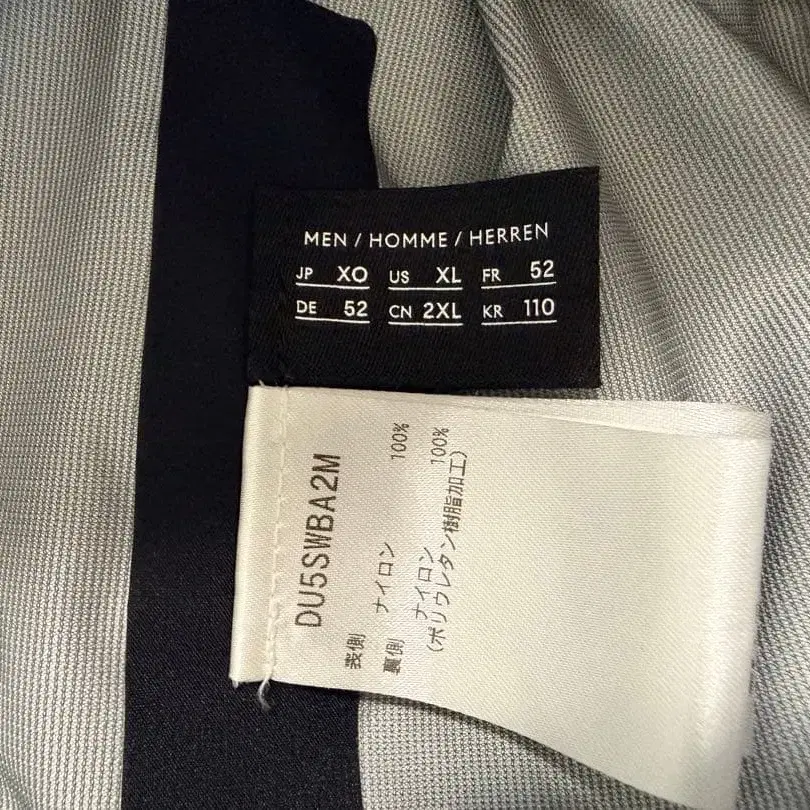 MEN / HOMME / HERREN
JP XO US XL FR 52
DE 52 CN 2XL KR 110
DU5SWBA2M
表側 ナイロン 100%
裏側 ナイロン 100%
(ポリウレタン樹脂加工)